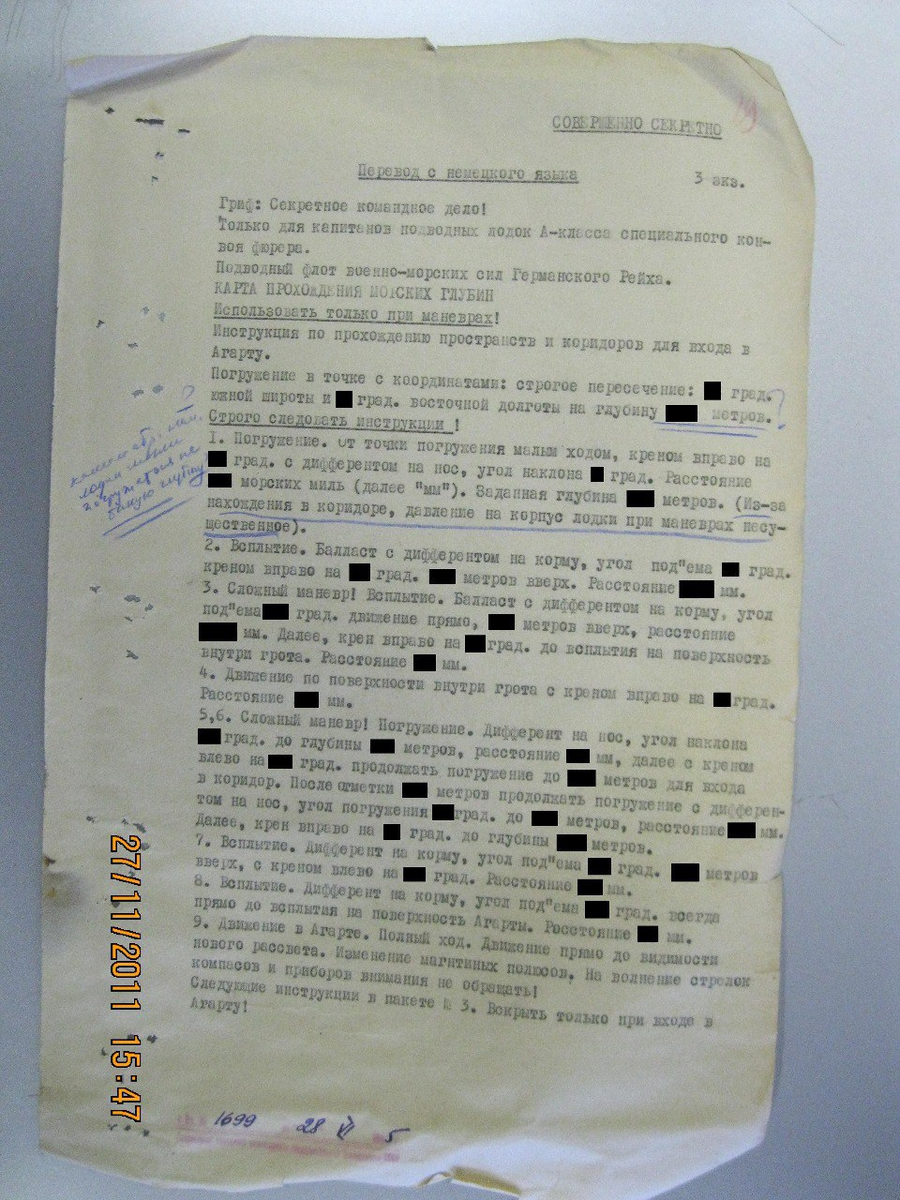 СОВЕРШЕННО СЕКРЕТНО
Перевод с немецкого языка
3 экз.
Гриф: Секретное командное дело!
Только для капитанов подводных лодок А-класса специального кон-
воя фюрера.
Подводный флот военно-морских сил Германского Рейха.
КАРТА ПРОХОЖДЕНИЯ МОРСКИХ ГЛУБИН
Использовать только при маневрах!
Инструкция по прохождению пространств и коридоров для входа в
Агарту.
Погружение в точке с координатами: строгое пересечение: град.
южной широты и град. восточной долготы на глубину метров. ?
Строго следовать инструкции !
1. Погружение. От точки погружения малым ходом, креном вправо на
град. с дифферентом на нос, угол наклона град. Расстояние
морских миль (далее "мм"). Заданная глубина метров. (Из-за
нахождения в коридоре, давление на корпус лодки при маневрах несу-
щественное).
2. Всплытие. Балласт с дифферентом на корму, угол под"ема град.
креном вправо на град. метров вверх. Расстояние мм.
3. Сложный маневр! Всплытие. Балласт с дифферентом на корму, угол
под"ема град. движение прямо, метров вверх, расстояние
мм. Далее, крен вправо на град. до всплытия на поверхность
внутри грота. Расстояние мм.
4. Движение по поверхности внутри грота с креном вправо на град.
Расстояние мм.
5,6. Сложный маневр! Погружение. Дифферент на нос, угол наклона
град. до глубины метров, расстояние мм, далее с креном
влево на град. продолжать погружение до метров для входа
в коридор. После отметки метров продолжать погружение с дифферен-
том на нос, угол погружения град. до метров, расстояние мм.
Далее, крен вправо на град. до глубины метров.
7. Всплытие. Дифферент на корму, угол под"ема град. метров
вверх, с креном влево на град. Расстояние мм.
8. Всплытие. Дифферент на корму, угол под"ема град. всегда
прямо до всплытия на поверхность Агарты. Расстояние мм.
9. Движение в Агарте. Полный ход. Движение прямо до видимости
нового рассвета. Изменение магнтиных полюсов. На волнение стрелок
компасов и приборов внимания не обращать!
Следующие инструкции в пакете № 3. Вскрыть только при входе в
Агарту!
?
лодки
погружаться на
такую глубину
1699 28 VI 5
27/11/2011 15:47